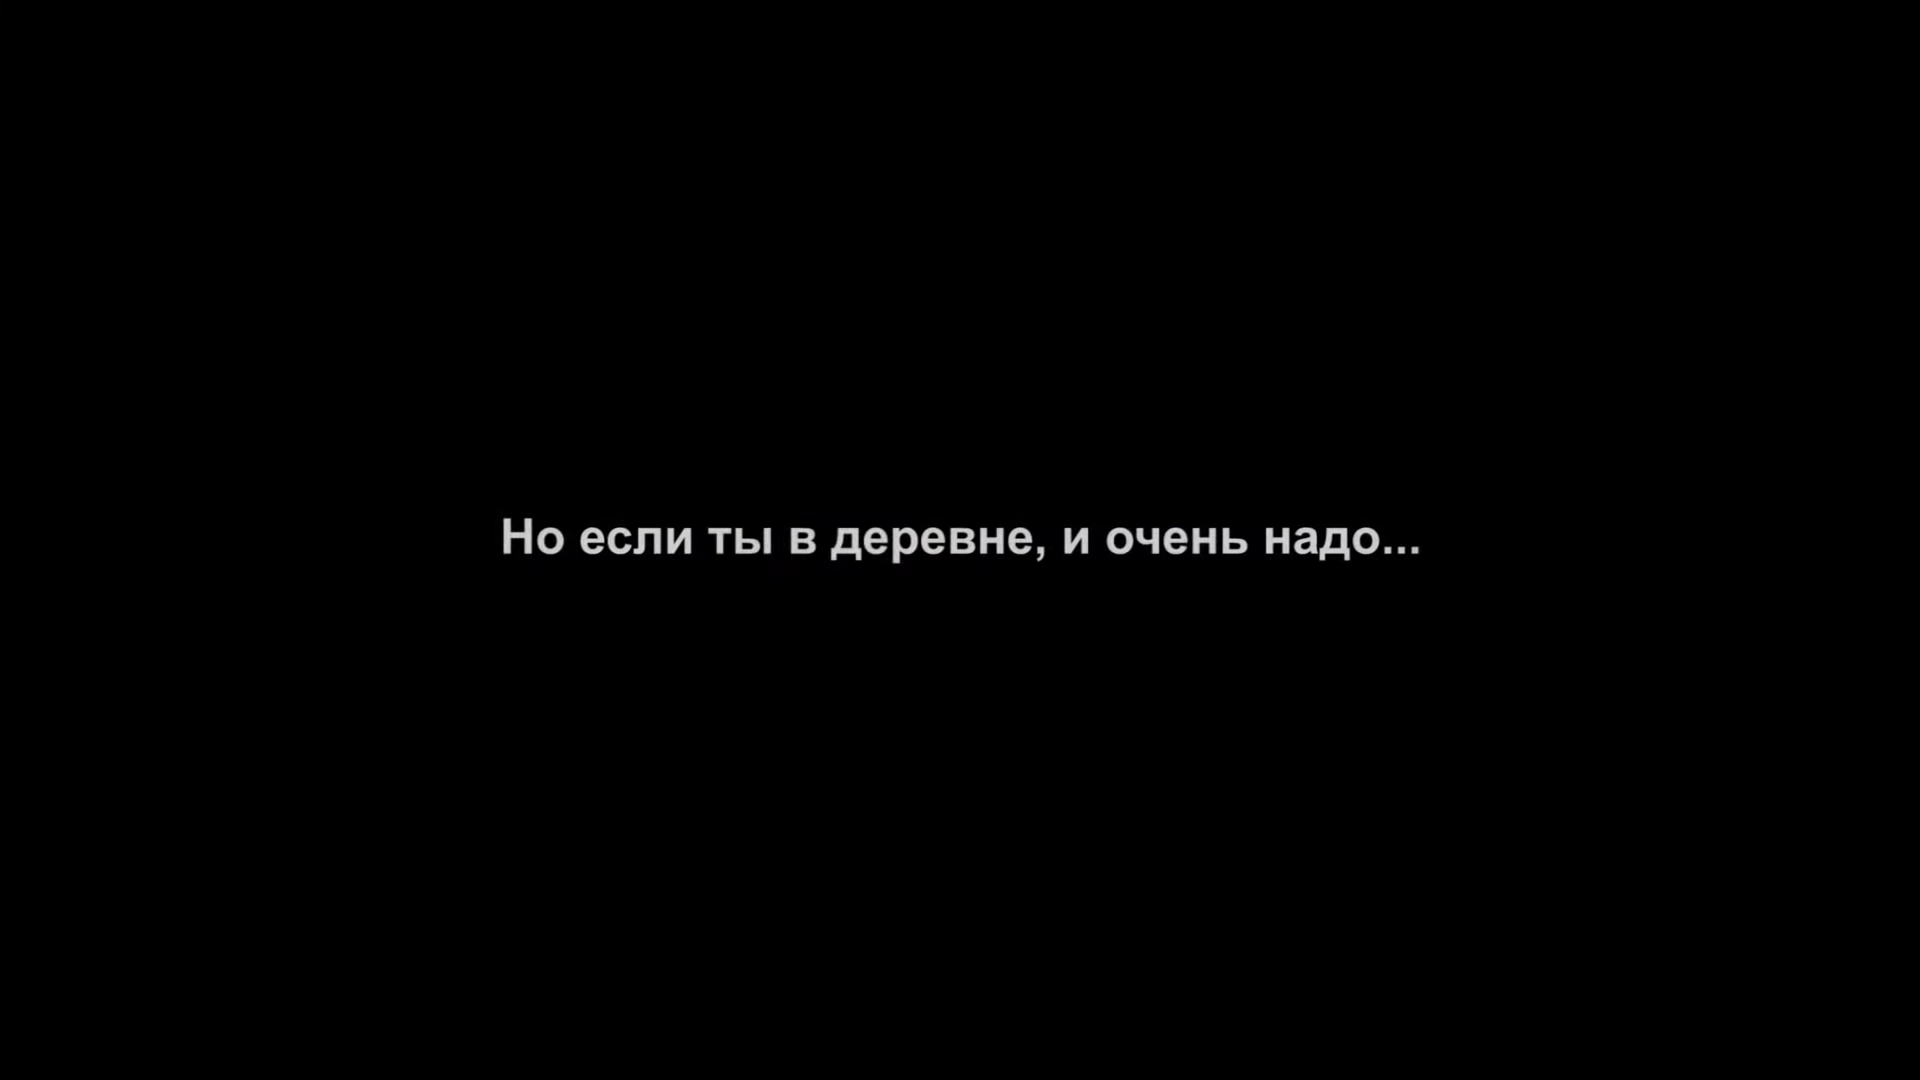 Но если ты в деревне, и очень надо...